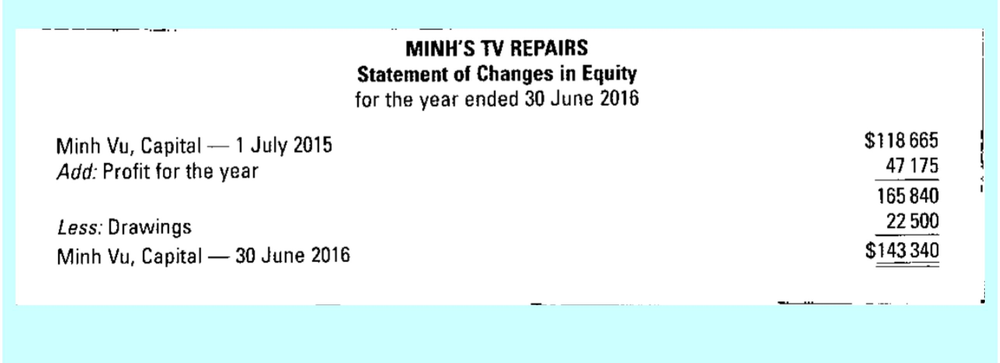 MINH'S TV REPAIRS
Statement of Changes in Equity
for the year ended 30 June 2016
Minh Vu, Capital — 1 July 2015 $118 665
Add: Profit for the year 47 175
165 840
Less: Drawings 22 500
Minh Vu, Capital — 30 June 2016 $143 340